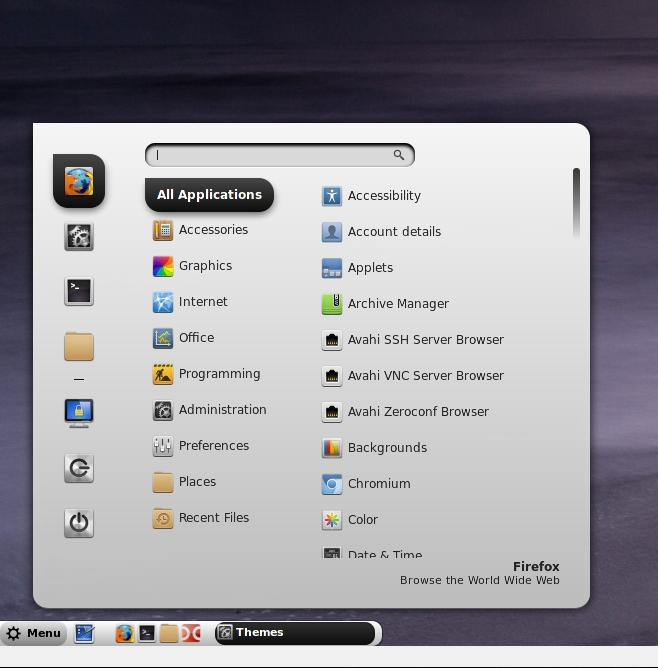 All Applications
Accessories
Graphics
Internet
Office
Programming
Administration
Preferences
Places
Recent Files
Accessibility
Account details
Applets
Archive Manager
Avahi SSH Server Browser
Avahi VNC Server Browser
Avahi Zeroconf Browser
Backgrounds
Chromium
Color
Date & Time
Firefox
Browse the World Wide Web
Menu
Themes